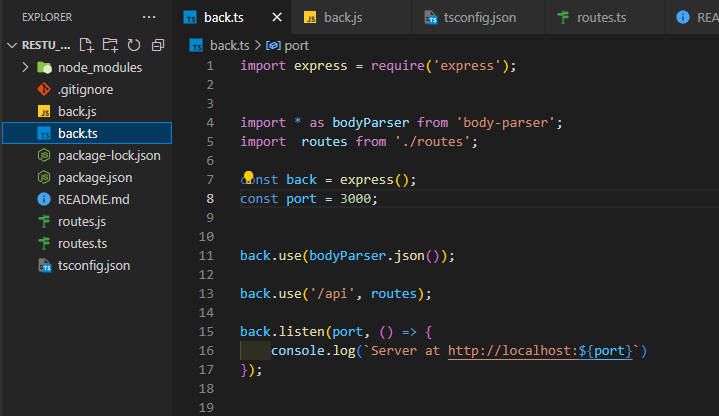 EXPLORER
RESTU_...
node_modules
.gitignore
back.js
back.ts
package-lock.json
package.json
README.md
routes.js
routes.ts
tsconfig.json
back.ts back.js tsconfig.json routes.ts REA
back.ts > port
1 import express = require('express');
2
3
4 import * as bodyParser from 'body-parser';
5 import  routes from './routes';
6
7 const back = express();
8 const port = 3000;
9
10
11 back.use(bodyParser.json());
12
13 back.use('/api', routes);
14
15 back.listen(port, () => {
16     console.log(`Server at http://localhost:${port}`)
17 });
18
19